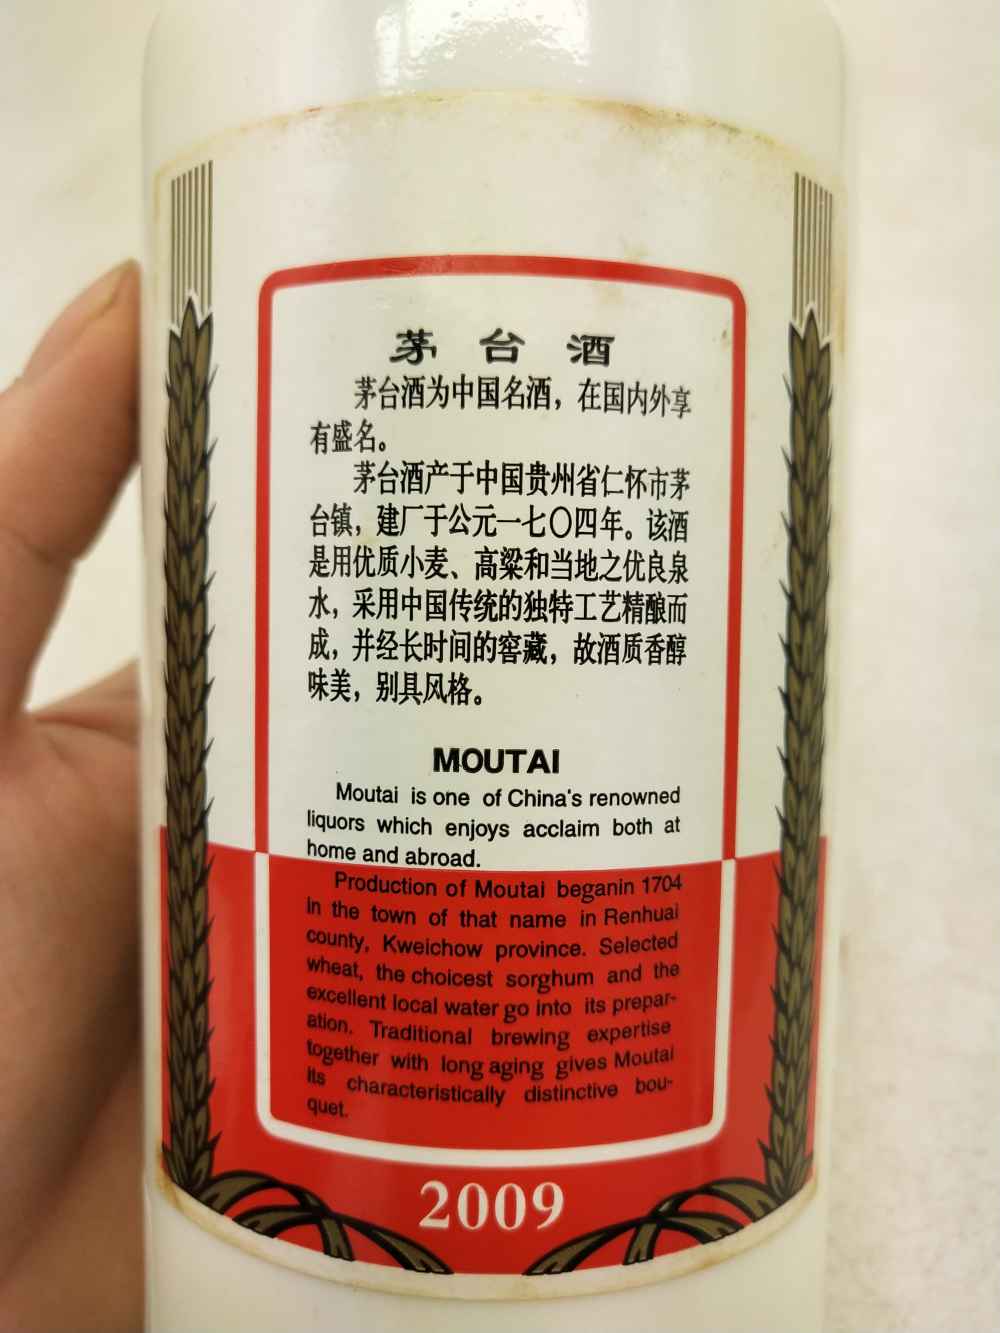 茅台酒
茅台酒为中国名酒，在国内外享
有盛名。
茅台酒产于中国贵州省仁怀市茅
台镇，建厂于公元一七〇四年。该酒
是用优质小麦、高粱和当地之优良泉
水，采用中国传统的独特工艺精酿而
成，并经长时间的窖藏，故酒质香醇
味美，别具风格。
MOUTAI
Moutai is one of China's renowned
liquors which enjoys acclaim both at
home and abroad.
Production of Moutai beganin 1704
in the town of that name in Renhuai
county, Kweichow province. Selected
wheat, the choicest sorghum and the
excellent local water go into its prepar-
ation. Traditional brewing expertise
together with long aging gives Moutai
its characteristically distinctive bou-
quet.
2009